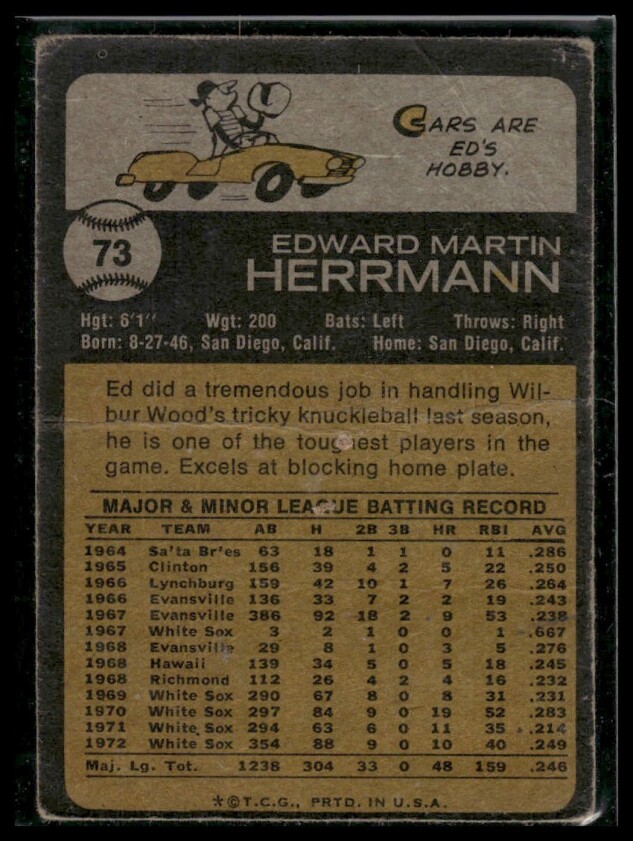 CARS ARE
ED'S
HOBBY.
73
EDWARD MARTIN
HERRMANN
Hgt: 6'1" Wgt: 200 Bats: Left Throws: Right
Born: 8-27-46, San Diego, Calif. Home: San Diego, Calif.
Ed did a tremendous job in handling Wil-
bur Wood's tricky knuckleball last season,
he is one of the toughest players in the
game. Excels at blocking home plate.
MAJOR & MINOR LEAGUE BATTING RECORD
YEAR TEAM AB H 2B 3B HR RBI AVG
1964 Sa'ta Br'es 63 18 1 1 0 11 .286
1965 Clinton 156 39 4 2 5 22 .250
1966 Lynchburg 159 42 10 1 7 26 .264
1966 Evansville 136 33 7 2 2 19 .243
1967 Evansville 386 92 18 2 9 53 .238
1967 White Sox 3 2 1 0 0 1 .667
1968 Evansville 29 8 1 0 3 5 .276
1968 Hawaii 139 34 5 0 5 18 .245
1968 Richmond 112 26 4 2 4 16 .232
1969 White Sox 290 67 8 0 8 31 .231
1970 White Sox 297 84 9 0 19 52 .283
1971 White Sox 294 63 6 0 11 35 .214
1972 White Sox 354 88 9 0 10 40 .249
Maj. Lg. Tot. 1238 304 33 0 48 159 .246
*©T.C.G., PRTD. IN U.S.A.